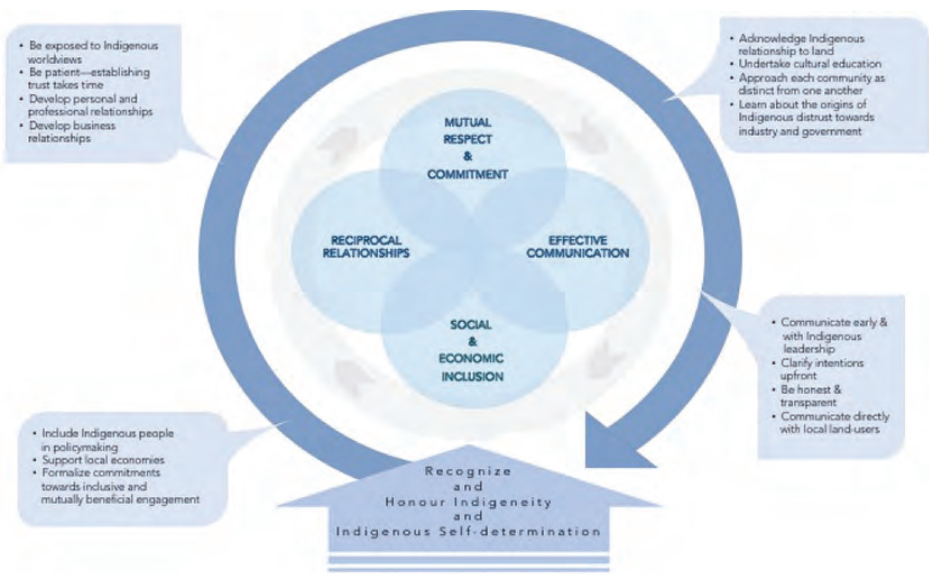 • Be exposed to Indigenous
worldviews
• Be patient—establishing
trust takes time
• Develop personal and
professional relationships
• Develop business
relationships
• Acknowledge Indigenous
relationship to land
• Undertake cultural education
• Approach each community as
distinct from one another
• Learn about the origins of
Indigenous distrust towards
industry and government
MUTUAL
RESPECT
&
COMMITMENT
RECIPROCAL
RELATIONSHIPS
EFFECTIVE
COMMUNICATION
SOCIAL
&
ECONOMIC
INCLUSION
• Communicate early &
with Indigenous
leadership
• Clarify intentions
upfront
• Be honest &
transparent
• Communicate directly
with local land-users
• Include Indigenous people
in policymaking
• Support local economies
• Formalize commitments
towards inclusive and
mutually beneficial engagement
Recognize
and
Honour Indigeneity
and
Indigenous Self-determination